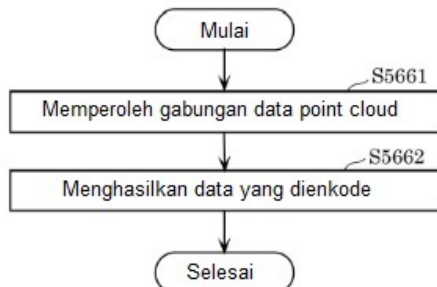 Mulai
S5661
Memperoleh gabungan data point cloud
S5662
Menghasilkan data yang dienkode
Selesai